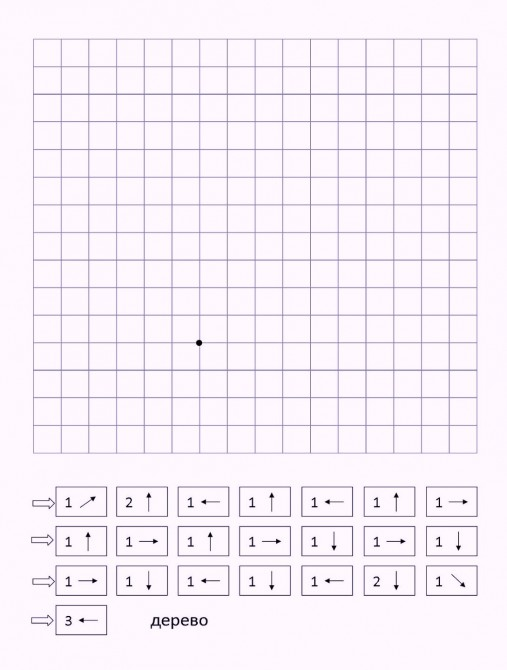 1 ↗ 2 ↑ 1 ← 1 ↑ 1 ← 1 ↑ 1 →
1 ↑ 1 → 1 ↑ 1 → 1 ↓ 1 → 1 ↓
1 → 1 ↓ 1 ← 1 ↓ 1 ← 2 ↓ 1 ↘
3 ← дерево